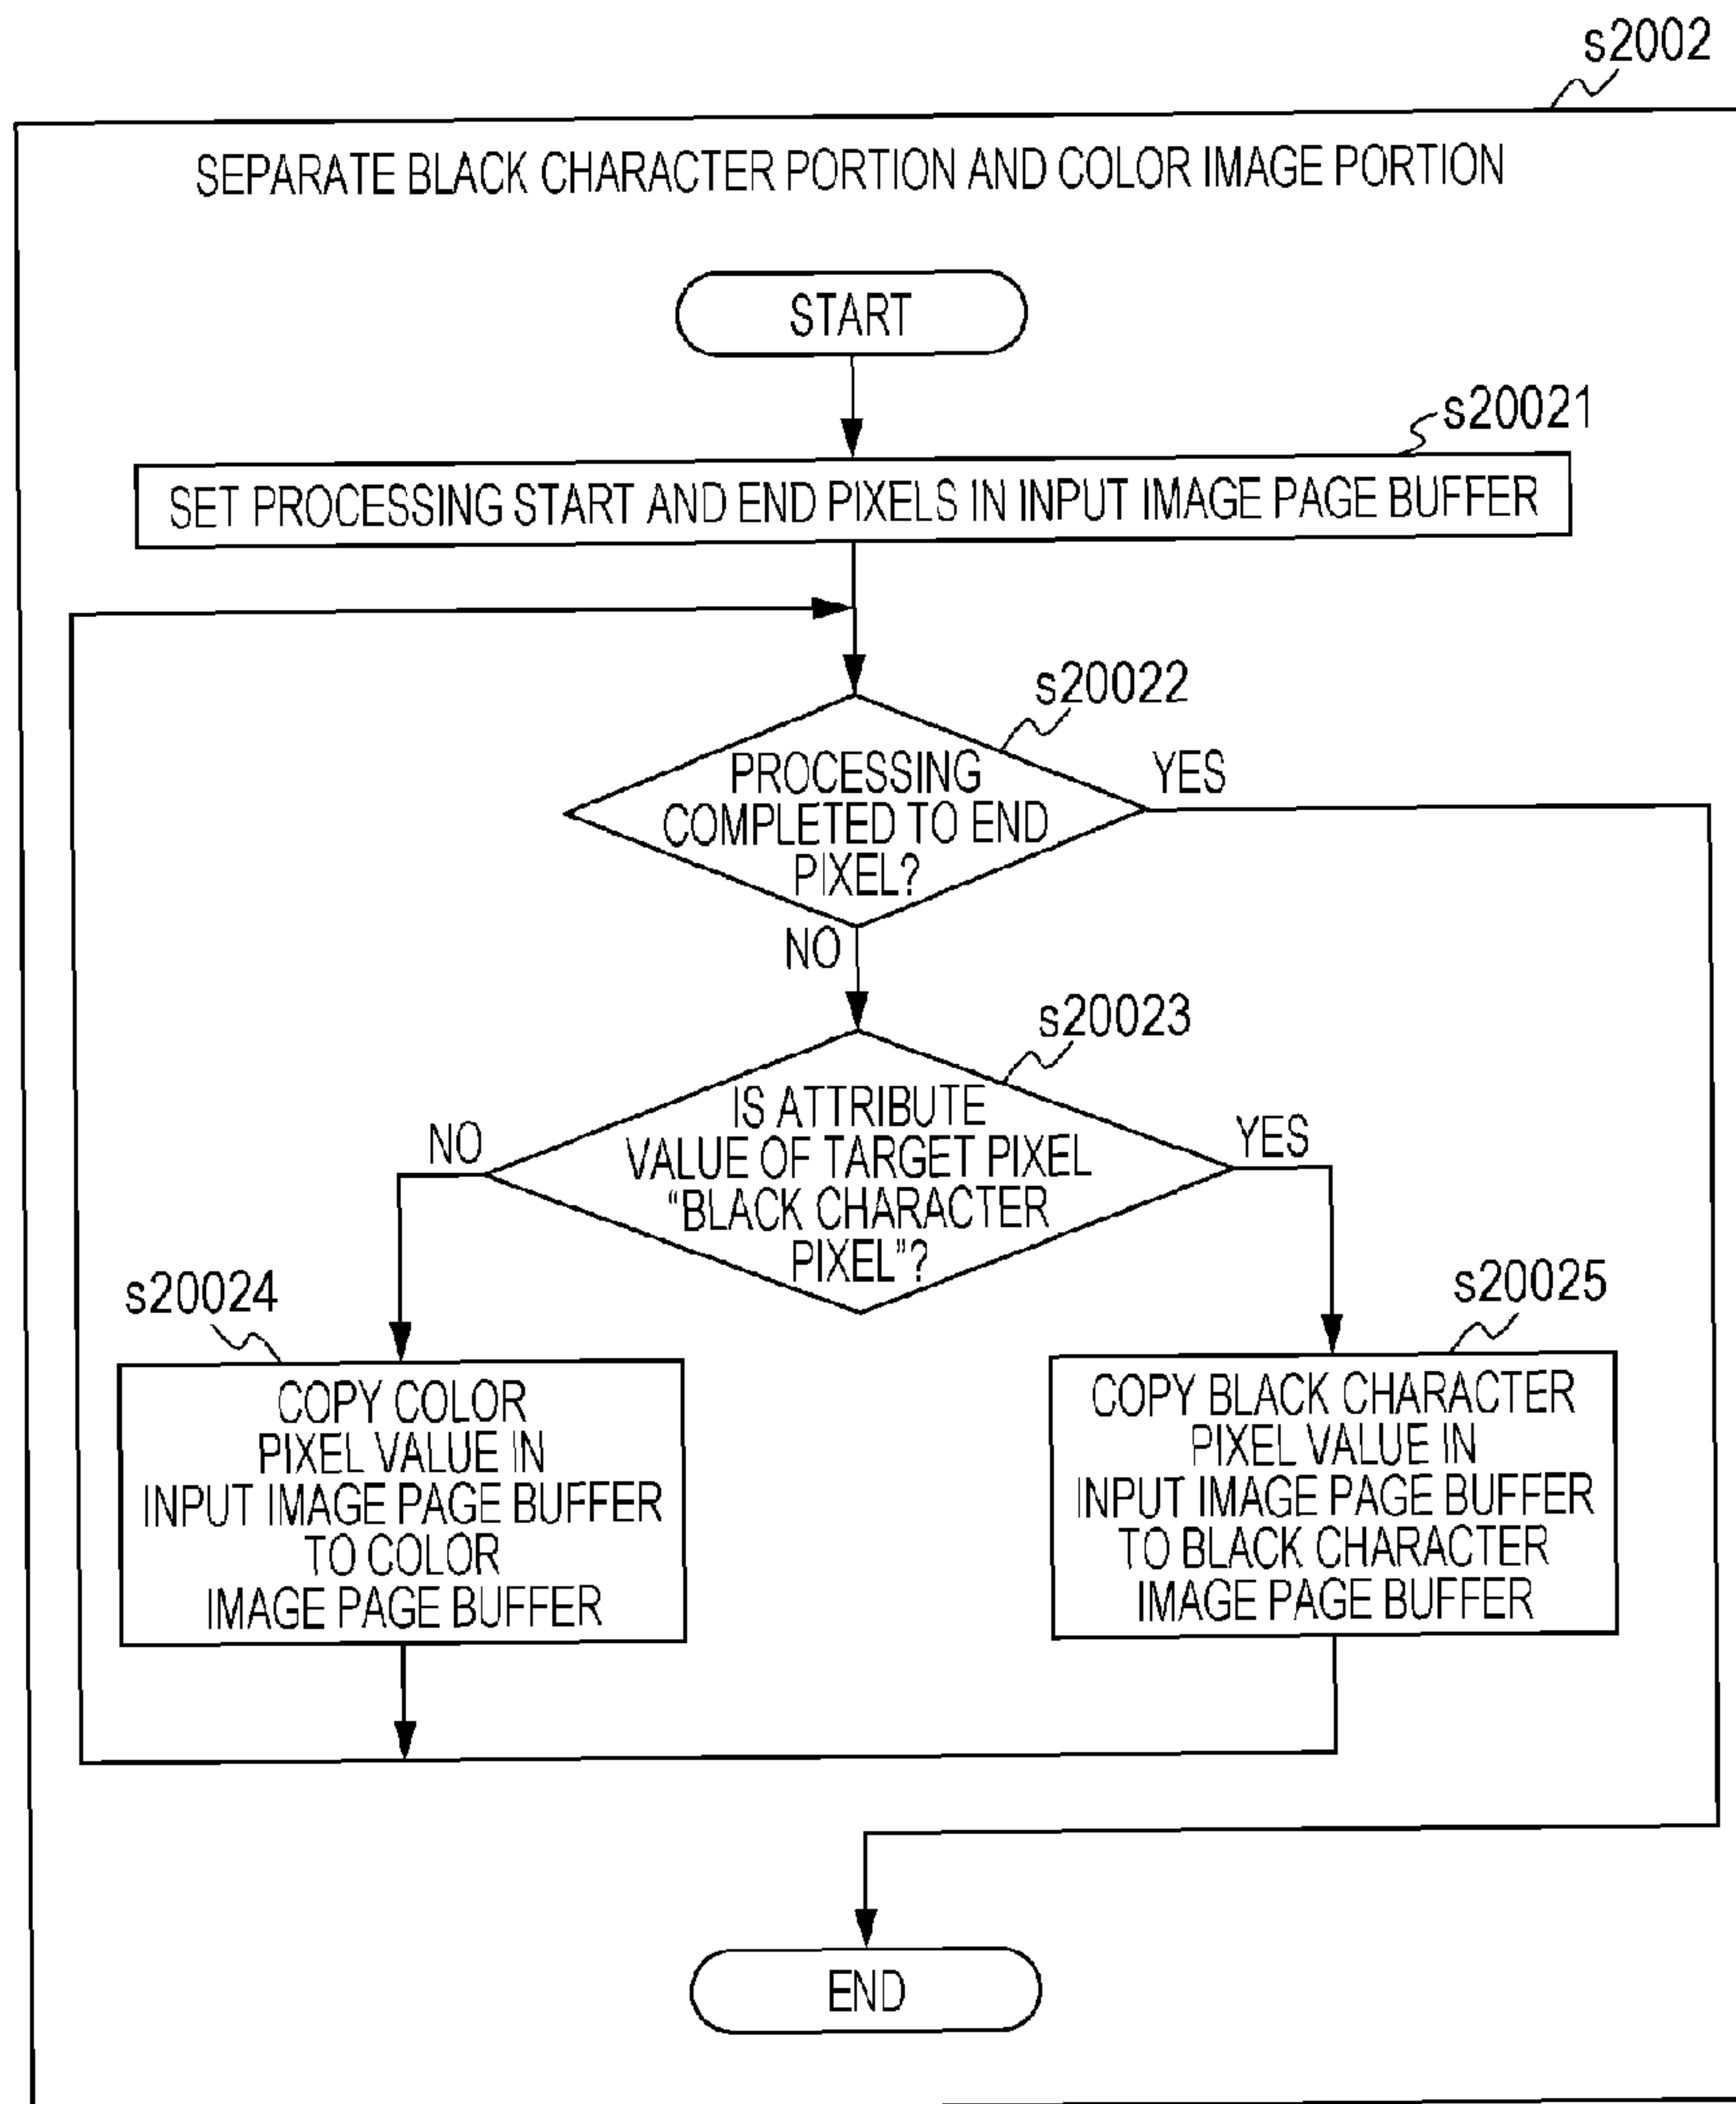 s2002
SEPARATE BLACK CHARACTER PORTION AND COLOR IMAGE PORTION
START
s20021
SET PROCESSING START AND END PIXELS IN INPUT IMAGE PAGE BUFFER
s20022
PROCESSING
COMPLETED TO END
PIXEL?
YES
NO
s20023
IS ATTRIBUTE
VALUE OF TARGET PIXEL
“BLACK CHARACTER
PIXEL”?
NO
YES
s20024
COPY COLOR
PIXEL VALUE IN
INPUT IMAGE PAGE BUFFER
TO COLOR
IMAGE PAGE BUFFER
s20025
COPY BLACK CHARACTER
PIXEL VALUE IN
INPUT IMAGE PAGE BUFFER
TO BLACK CHARACTER
IMAGE PAGE BUFFER
END